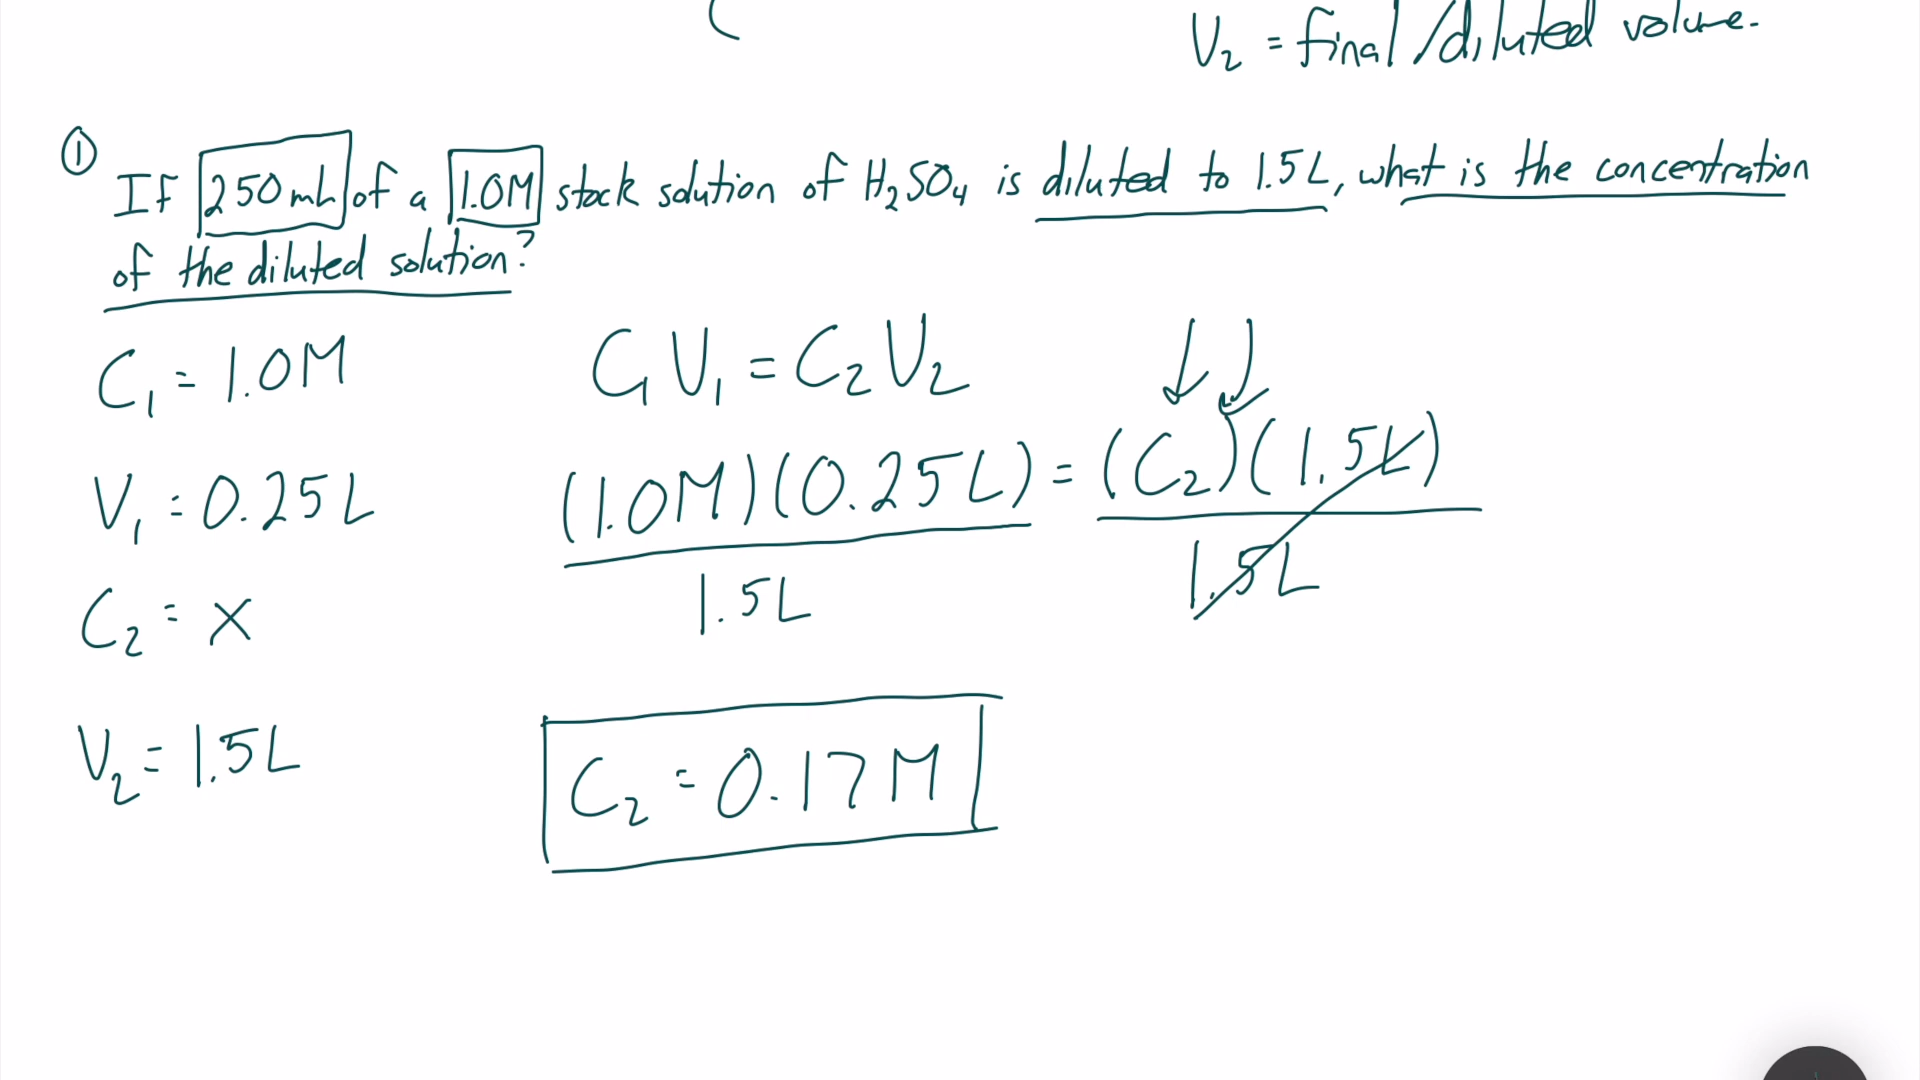 V₂ = final/diluted volume.
① If 250mL of a 1.0M stock solution of H₂SO₄ is diluted to 1.5L, what is the concentration
of the diluted solution?
C₁ = 1.0M
C₁V₁ = C₂V₂
V₁ = 0.25L
(1.0M)(0.25L) = (C₂)(1.5L)
1.5L 1.5L
C₂ = x
V₂ = 1.5L
C₂ = 0.17M